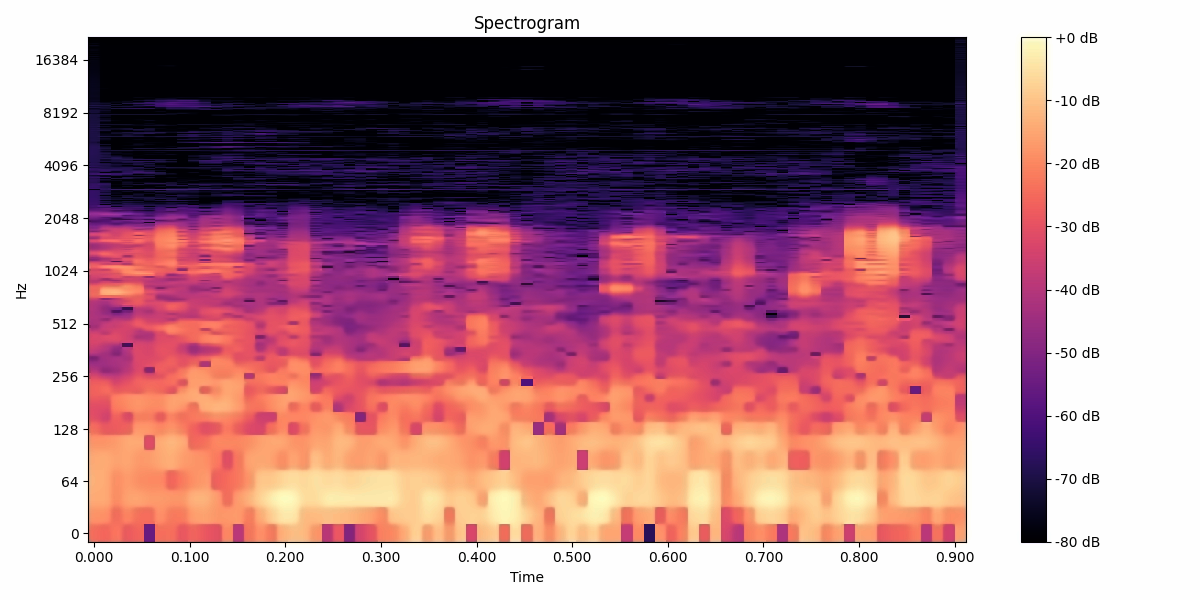 Spectrogram
Hz
16384
8192
4096
2048
1024
512
256
128
64
0
0.000 0.100 0.200 0.300 0.400 0.500 0.600 0.700 0.800 0.900
Time
+0 dB
-10 dB
-20 dB
-30 dB
-40 dB
-50 dB
-60 dB
-70 dB
-80 dB